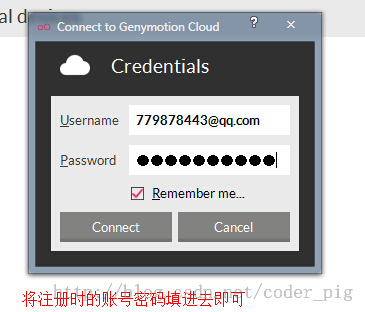 al de
Connect to Genymotion Cloud
?
×
Credentials
Username
779878443@qq.com
Password
●●●●●●●●●●
Remember me...
Connect
Cancel
http://blog.csdn.net/coder_pig
将注册时的账号密码填进去即可